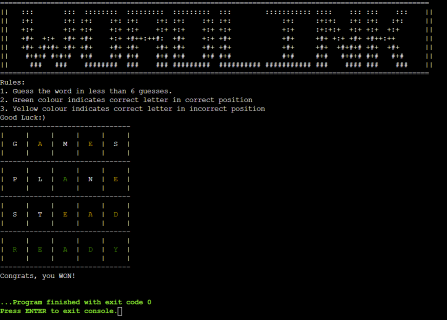 Rules:
1. Guess the word in less than 6 guesses.
2. Green colour indicates correct letter in correct position
3. Yellow colour indicates correct letter in incorrect position
Good Luck:)
| G | A | M | E | S |
| P | L | A | N | E |
| S | T | E | A | D |
| R | E | A | D | Y |
Congrats, you WON!
...Program finished with exit code 0
Press ENTER to exit console.